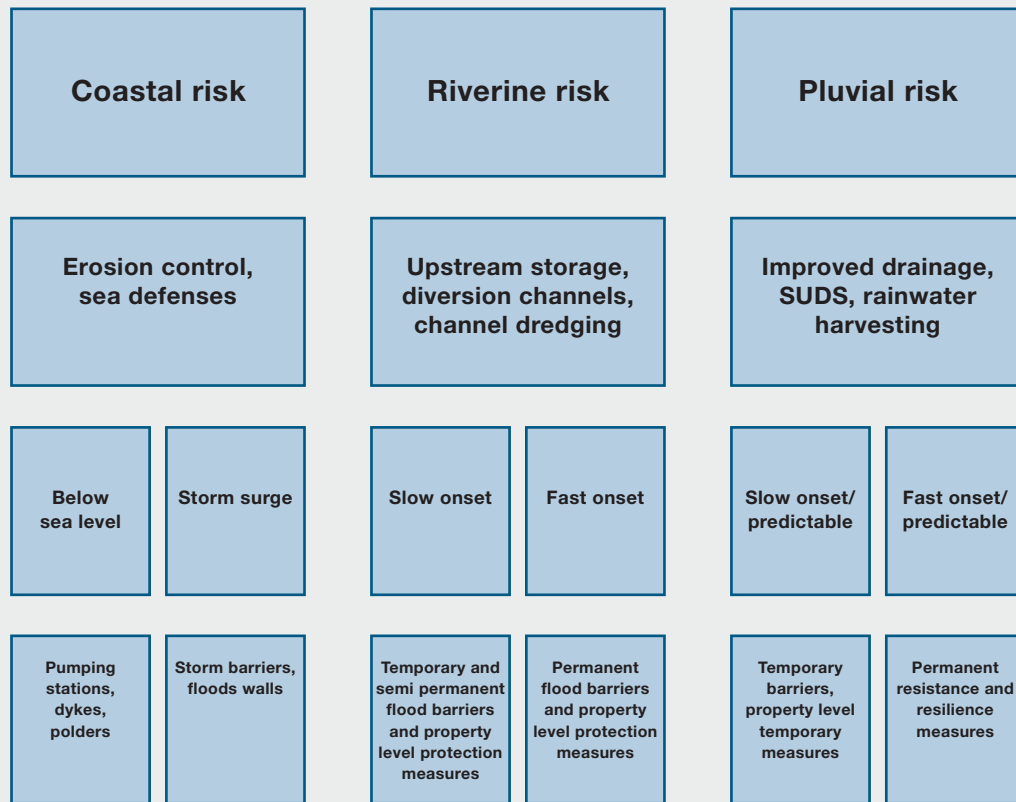 Coastal risk
Riverine risk
Pluvial risk
Erosion control,
sea defenses
Upstream storage,
diversion channels,
channel dredging
Improved drainage,
SUDS, rainwater
harvesting
Below
sea level
Storm surge
Slow onset
Fast onset
Slow onset/
predictable
Fast onset/
predictable
Pumping
stations,
dykes,
polders
Storm barriers,
floods walls
Temporary and
semi permanent
flood barriers
and property
level protection
measures
Permanent
flood barriers
and property
level protection
measures
Temporary
barriers,
property level
temporary
measures
Permanent
resistance and
resilience
measures